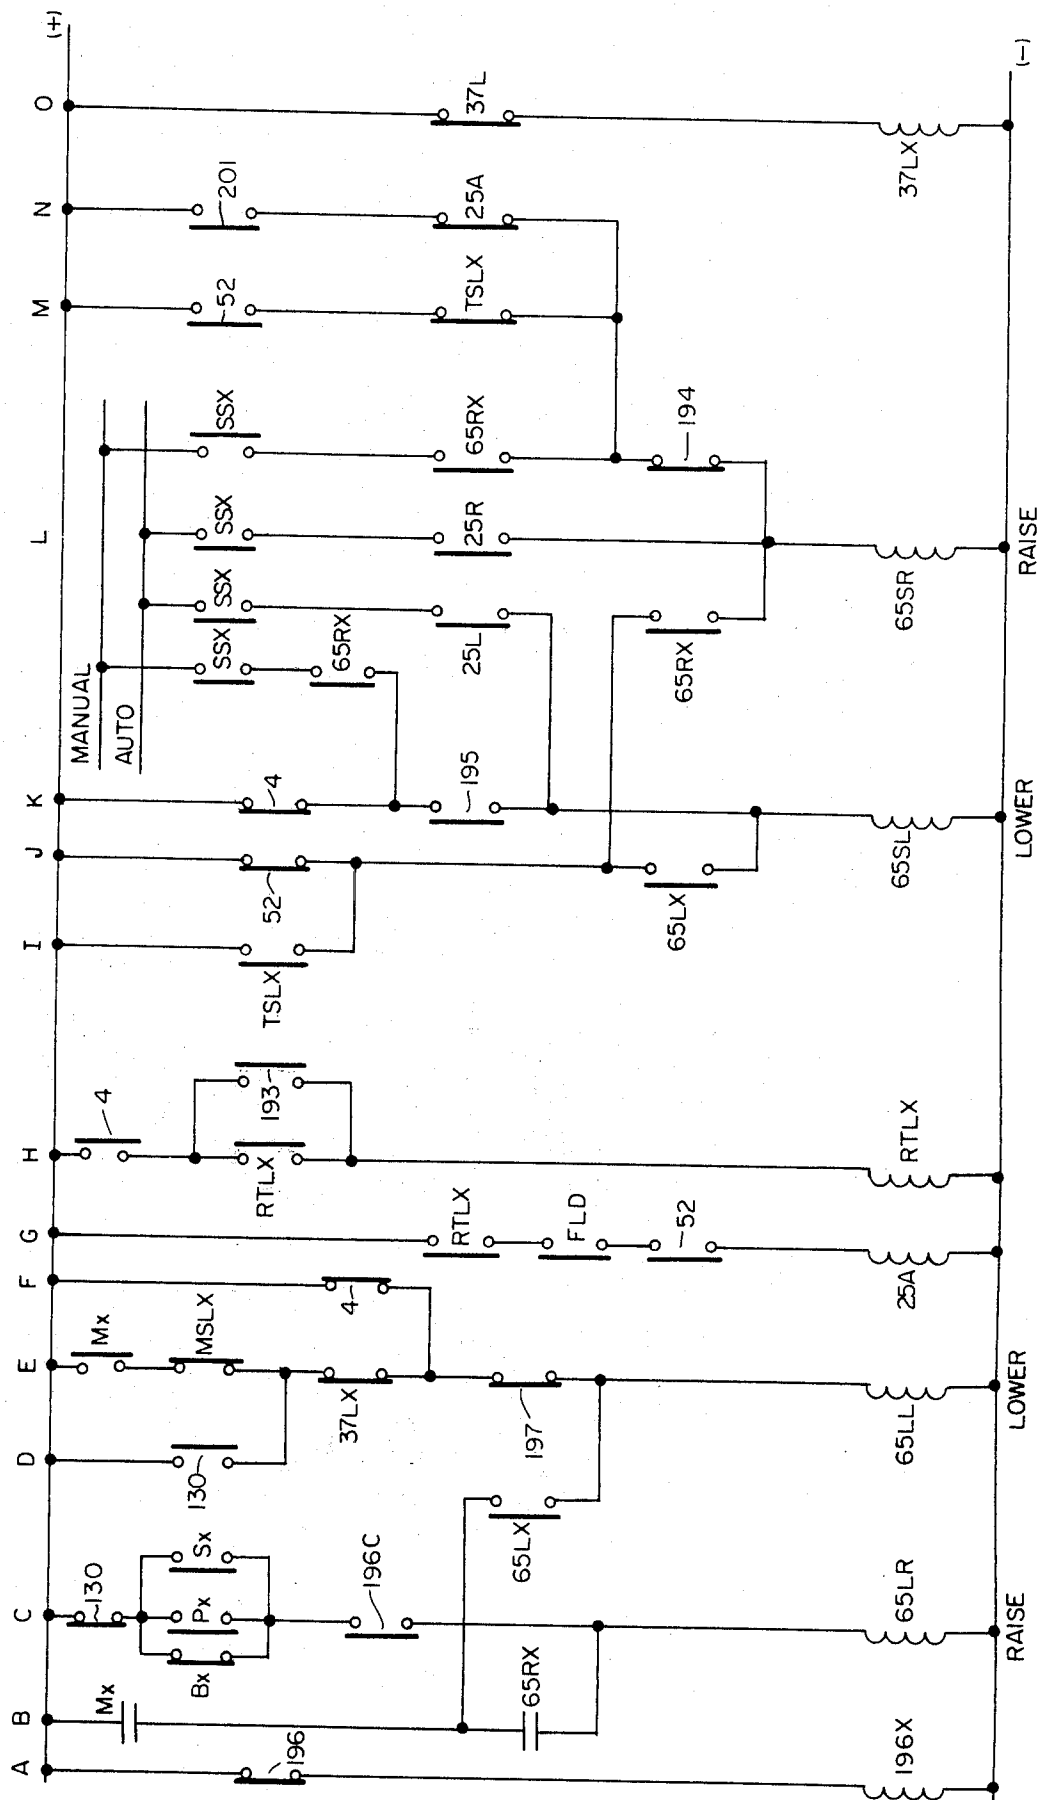 (+)
A
B
C
D
E
F
G
H
I
J
K
L
M
N
O
MANUAL
AUTO
Mx
130
Mx
4
SSX
SSX
SSX
SSX
52
201
Bx
Px
Sx
130
MSLX
RTLX
193
TSLX
52
4
65RX
196
196C
37LX
4
RTLX
195
25L
25R
65RX
TSLX
25A
37L
65RX
65LX
197
FLD
52
65LX
65RX
194
196X
65LR
65LL
25A
RTLX
65SL
65SR
37LX
RAISE
LOWER
LOWER
RAISE
(-)